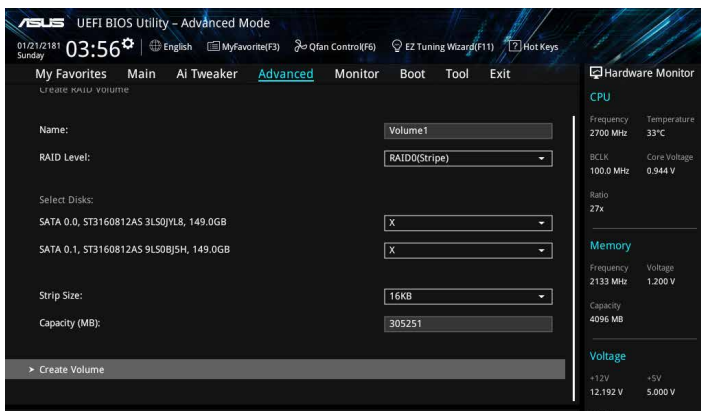 ASUS UEFI BIOS Utility – Advanced Mode
01/21/2181 Sunday 03:56 English MyFavorite(F3) Qfan Control(F6) EZ Tuning Wizard(F11) ? Hot Keys
My Favorites Main Ai Tweaker Advanced Monitor Boot Tool Exit
Create RAID Volume
Name: Volume1
RAID Level: RAID0(Stripe)
Select Disks:
SATA 0.0, ST3160812AS 3LS0JYL8, 149.0GB X
SATA 0.1, ST3160812AS 9LS0BJ5H, 149.0GB X
Strip Size: 16KB
Capacity (MB): 305251
> Create Volume
Hardware Monitor
CPU
Frequency Temperature
2700 MHz 33°C
BCLK Core Voltage
100.0 MHz 0.944 V
Ratio
27x
Memory
Frequency Voltage
2133 MHz 1.200 V
Capacity
4096 MB
Voltage
+12V +5V
12.192 V 5.000 V